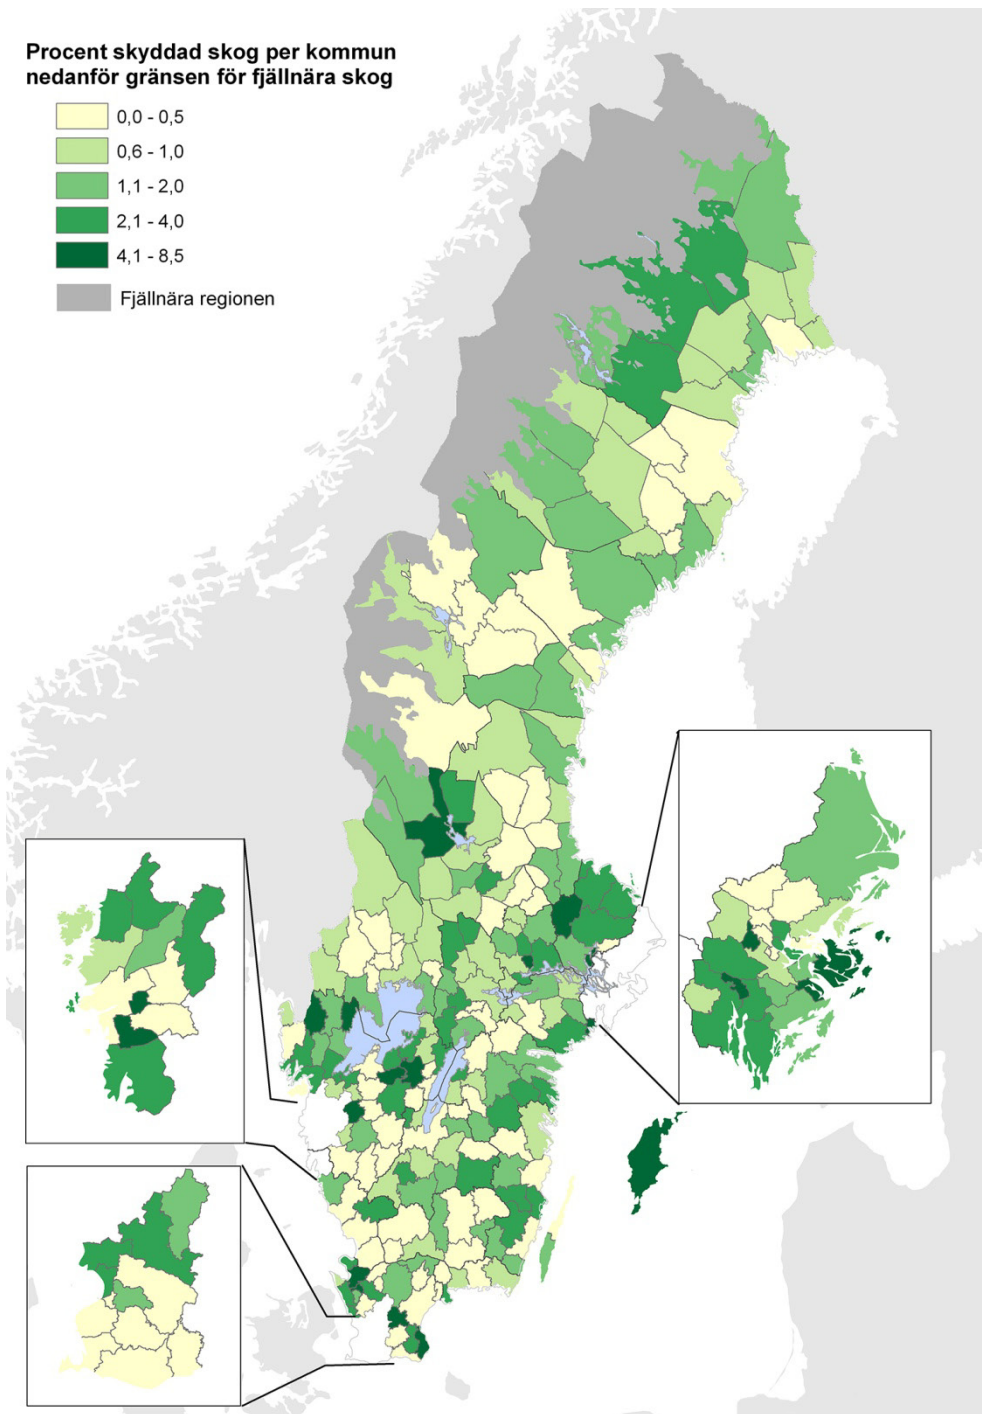 Procent skyddad skog per kommun
nedanför gränsen för fjällnära skog
0,0 - 0,5
0,6 - 1,0
1,1 - 2,0
2,1 - 4,0
4,1 - 8,5
Fjällnära regionen